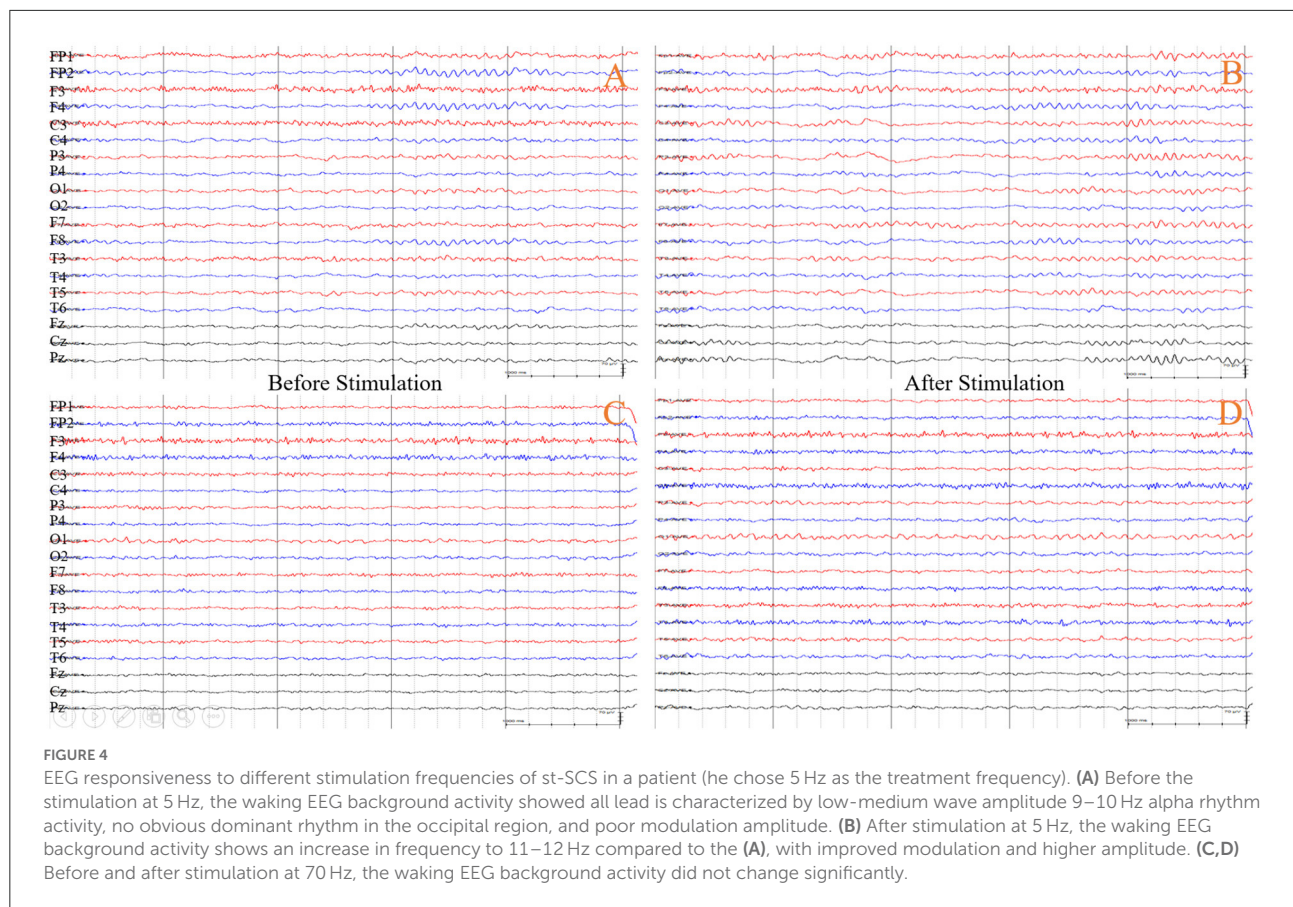 FP1
FP2
F3
F4
C3
C4
P3
P4
O1
O2
F7
F8
T3
T4
T5
T6
Fz
Cz
Pz
A
B
Before Stimulation
After Stimulation
FP1
FP2
F3
F4
C3
C4
P3
P4
O1
O2
F7
F8
T3
T4
T5
T6
Fz
Cz
Pz
C
D
FIGURE 4
EEG responsiveness to different stimulation frequencies of st-SCS in a patient (he chose 5 Hz as the treatment frequency). (A) Before the
stimulation at 5 Hz, the waking EEG background activity showed all lead is characterized by low-medium wave amplitude 9–10 Hz alpha rhythm
activity, no obvious dominant rhythm in the occipital region, and poor modulation amplitude. (B) After stimulation at 5 Hz, the waking EEG
background activity shows an increase in frequency to 11–12 Hz compared to the (A), with improved modulation and higher amplitude. (C,D)
Before and after stimulation at 70 Hz, the waking EEG background activity did not change significantly.